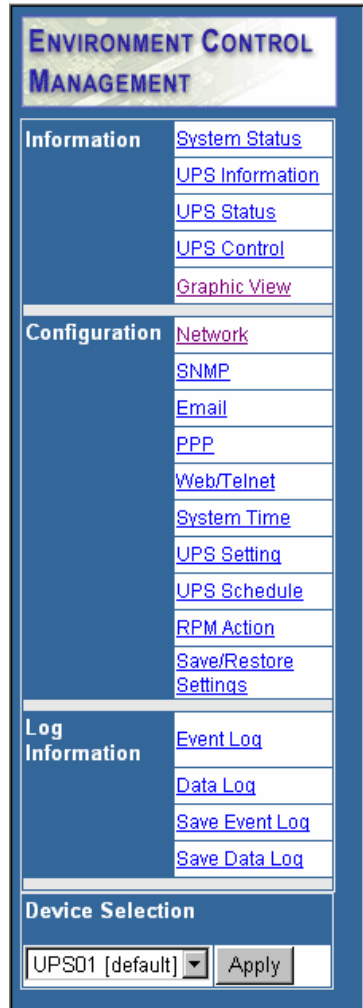 ENVIRONMENT CONTROL
MANAGEMENT
Information
System Status
UPS Information
UPS Status
UPS Control
Graphic View
Configuration
Network
SNMP
Email
PPP
Web/Telnet
System Time
UPS Setting
UPS Schedule
RPM Action
Save/Restore
Settings
Log
Information
Event Log
Data Log
Save Event Log
Save Data Log
Device Selection
UPS01 [default] Apply